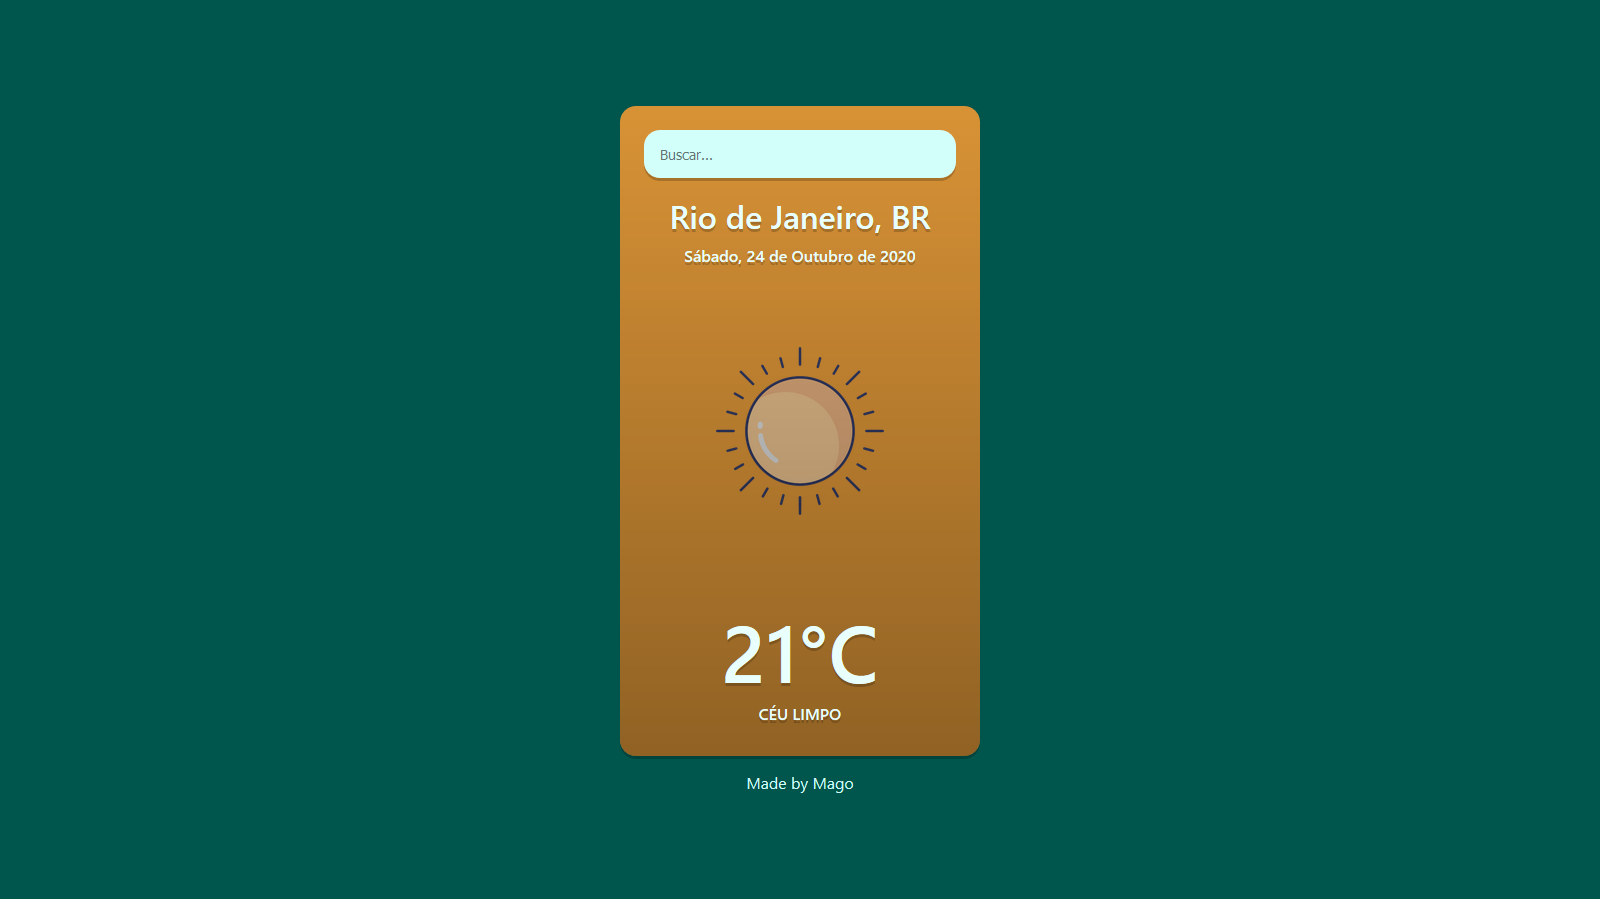 Buscar...
Rio de Janeiro, BR
Sábado, 24 de Outubro de 2020
21°C
CÉU LIMPO
Made by Mago